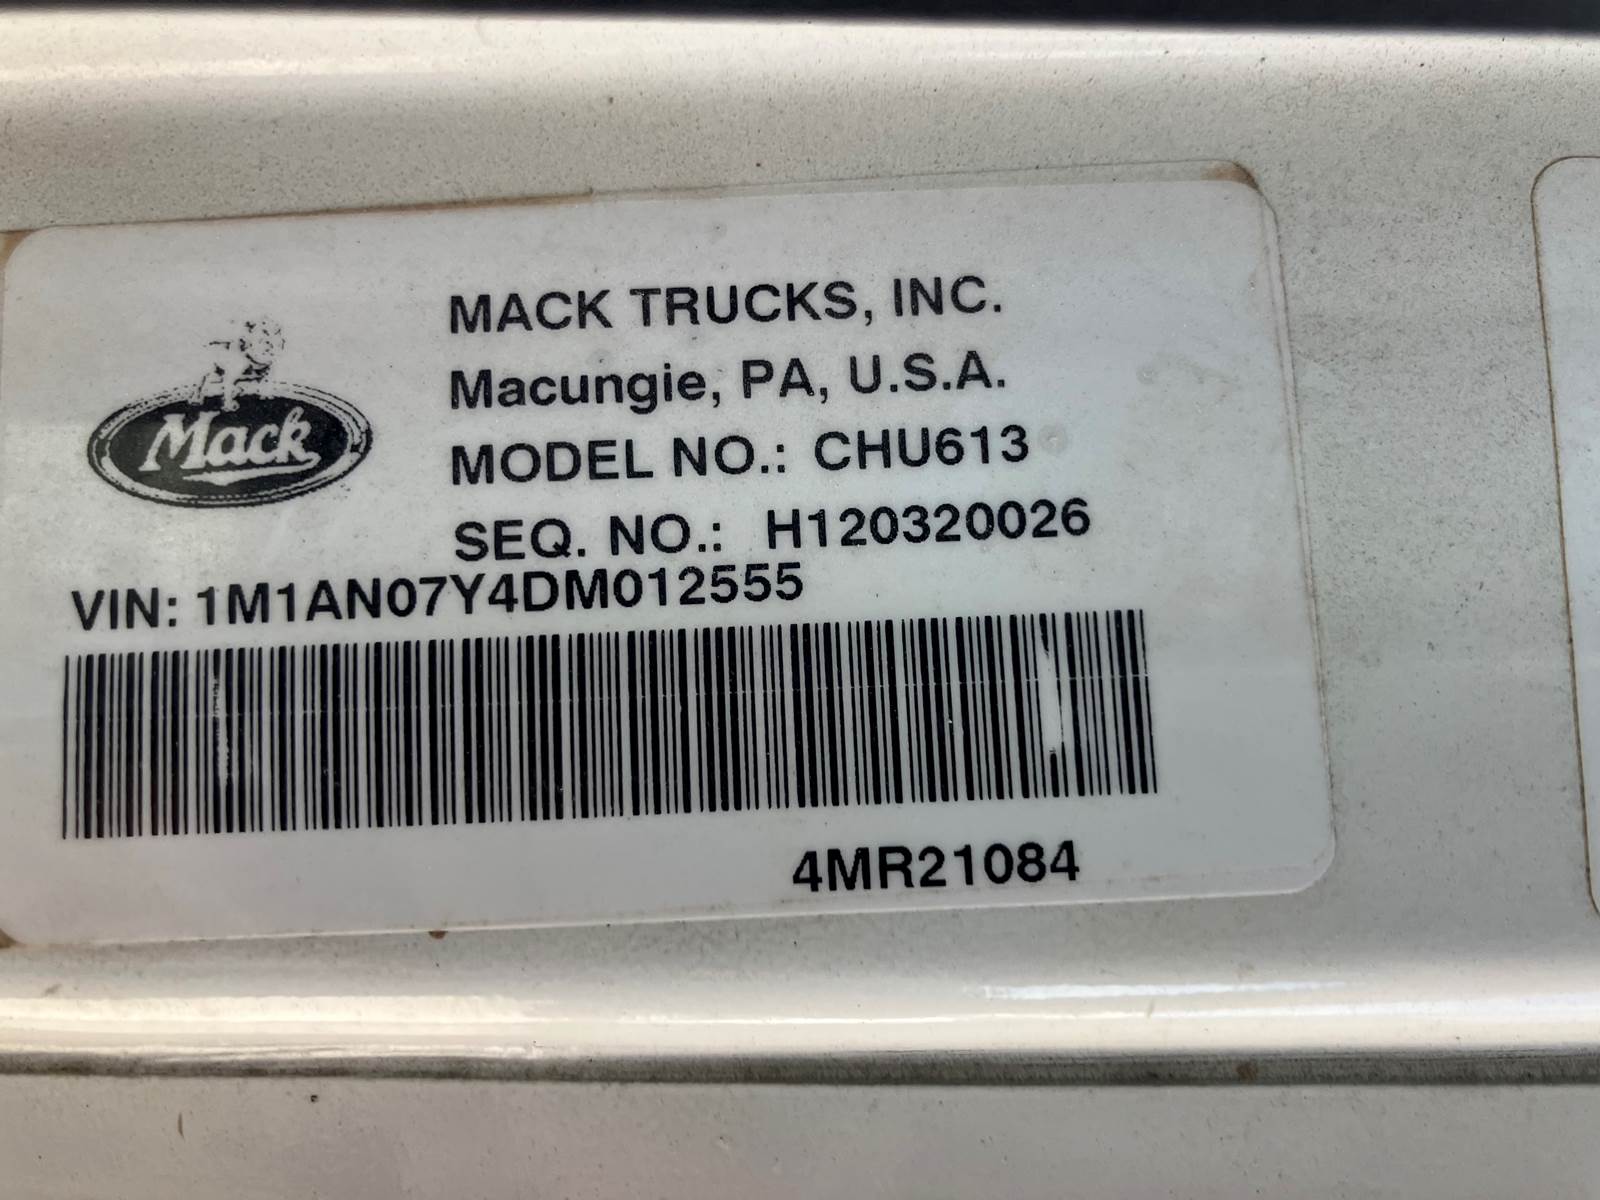 MACK TRUCKS, INC.
Macungie, PA, U.S.A.
Mack
MODEL NO.: CHU613
SEQ. NO.: H120320026
VIN: 1M1AN07Y4DM012555
4MR21084